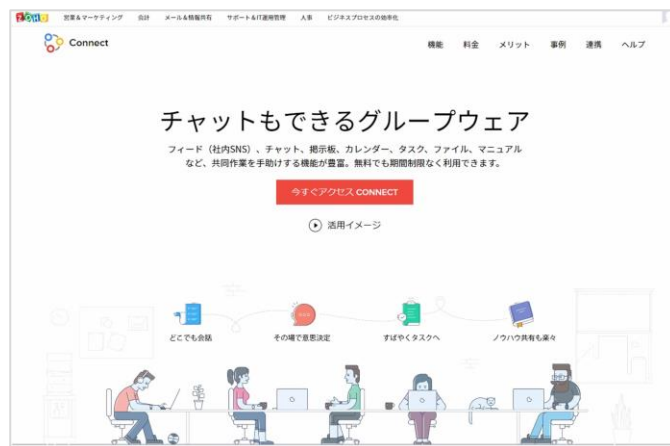 ZOHO 営業＆マーケティング 会計 メール＆情報共有 サポート＆IT運用管理 人事 ビジネスプロセスの効率化
Connect 機能 料金 メリット 事例 連携 ヘルプ
チャットもできるグループウェア
フィード（社内SNS）、チャット、掲示板、カレンダー、タスク、ファイル、マニュアル
など、共同作業を手助けする機能が豊富。無料でも期間制限なく利用できます。
今すぐアクセス CONNECT
活用イメージ
どこでも会話 その場で意思決定 すばやくタスクへ ノウハウ共有も楽々